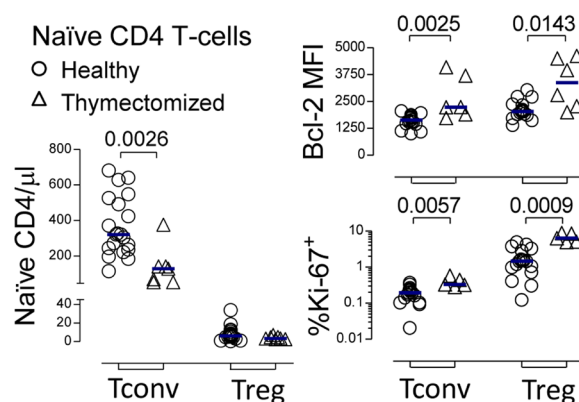 Naïve CD4 T-cells
Healthy
Thymectomized
0.0026
Naïve CD4/µl
800
600
400
200
40
20
0
Tconv
Treg
0.0025
0.0143
Bcl-2 MFI
5000
3750
2500
1250
0
0.0057
0.0009
%Ki-67+
10
1
0.1
0.01
Tconv
Treg